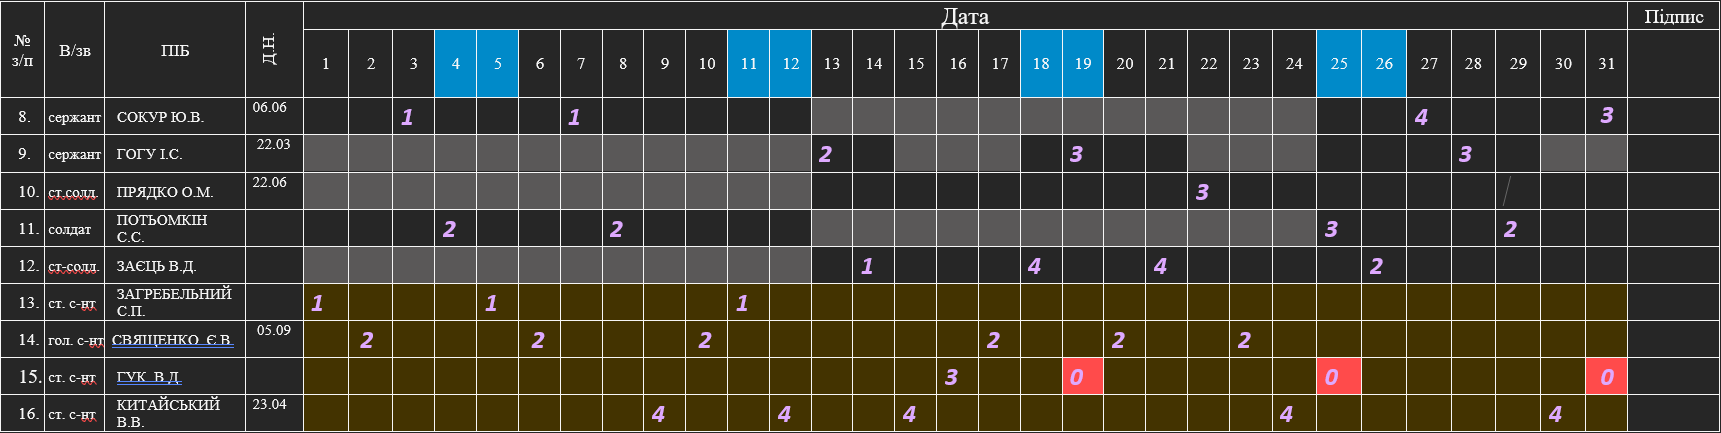 № з/п В/зв ПІБ Д.Н. Дата Підпис
1 2 3 4 5 6 7 8 9 10 11 12 13 14 15 16 17 18 19 20 21 22 23 24 25 26 27 28 29 30 31
8. сержант СОКУР Ю.В. 06.06 1 1 4 3
9. сержант ГОГУ І.С. 22.03 2 3 3
10. ст.солд. ПРЯДКО О.М. 22.06 3
11. солдат ПОТЬОМКІН С.С. 2 2 3 2
12. ст-солд. ЗАЄЦЬ В.Д. 1 4 4 2
13. ст. с-нт ЗАГРЕБЕЛЬНИЙ С.П. 1 1 1
14. гол. с-нт СВЯЩЕНКО Є.В. 05.09 2 2 2 2 2 2
15. ст. с-нт ГУК В.Д. 3 0 0 0
16. ст. с-нт КИТАЙСЬКИЙ В.В. 23.04 4 4 4 4 4